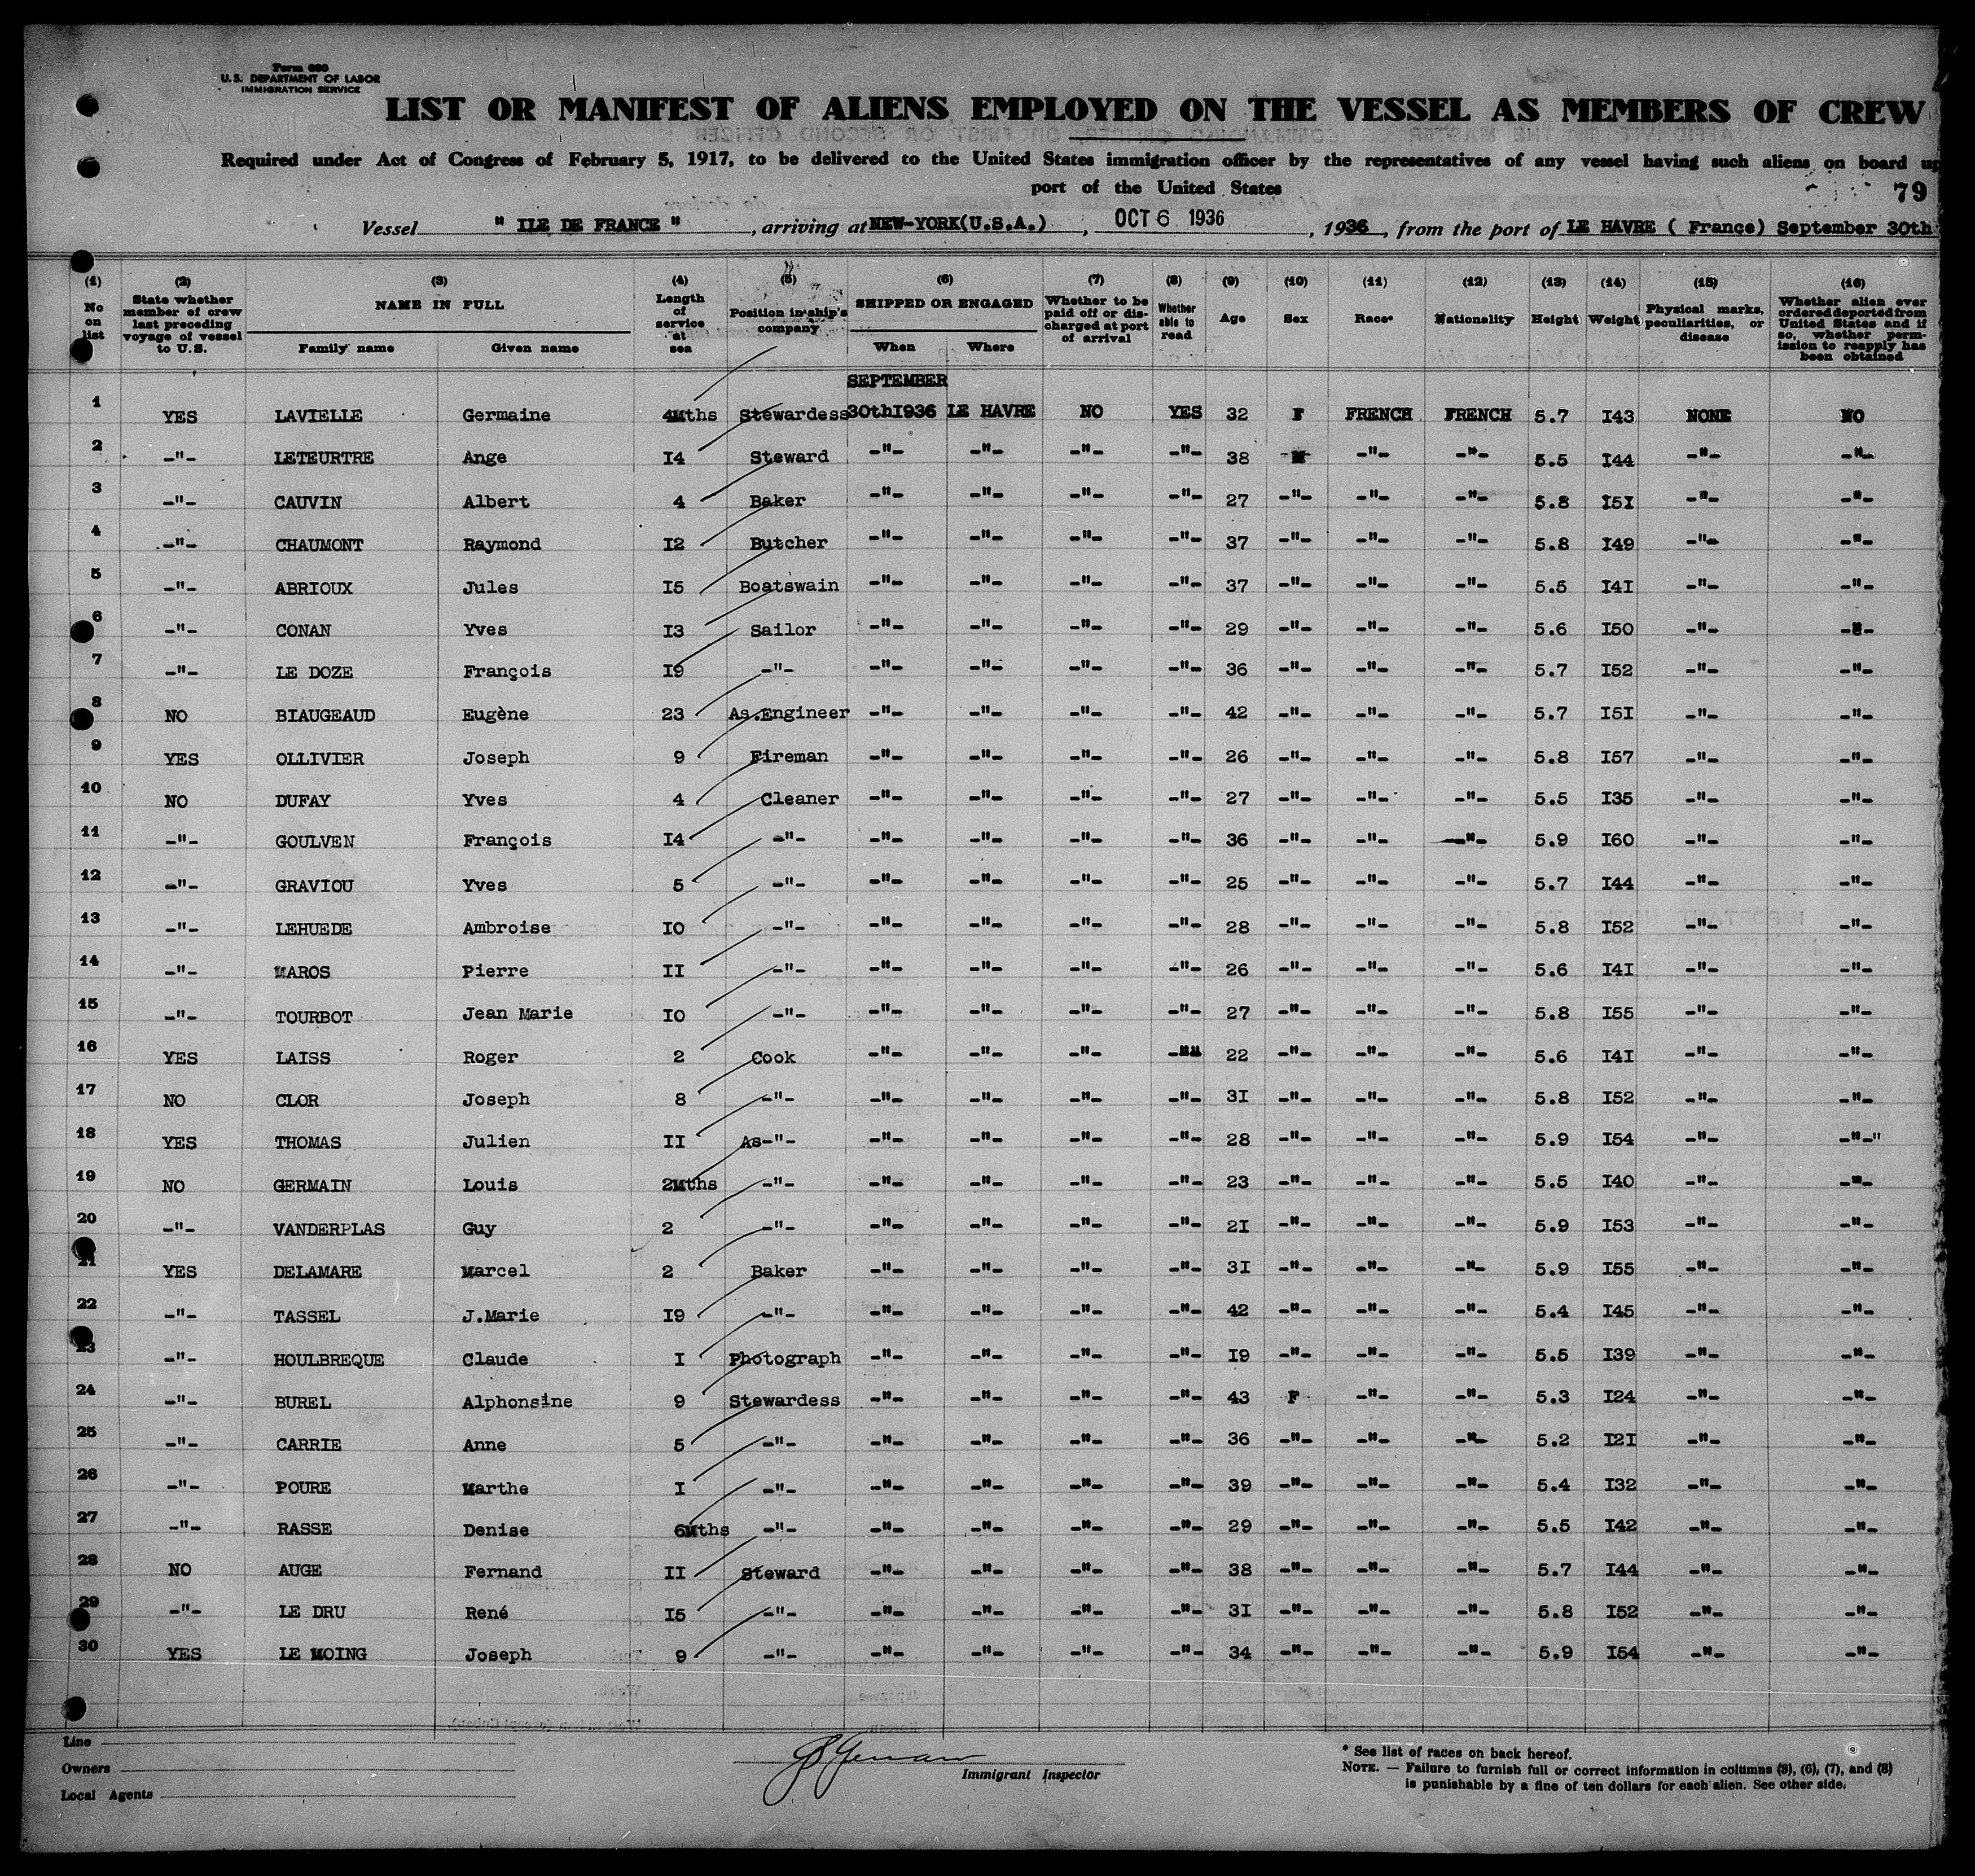 Form 680
U.S. DEPARTMENT OF LABOR
IMMIGRATION SERVICE
LIST OR MANIFEST OF ALIENS EMPLOYED ON THE VESSEL AS MEMBERS OF CREW
Required under Act of Congress of February 5, 1917, to be delivered to the United States immigration officer by the representatives of any vessel having such aliens on board up
port of the United States
79
Vessel " ILE DE FRANCE " , arriving at NEW-YORK(U.S.A.) , OCT 6 1936 , 1936 , from the port of LE HAVRE ( France) September 30th
(1) No on list (2) State whether member of crew last preceding voyage of vessel to U.S. (3) NAME IN FULL Family name Given name (4) Length of service at sea (5) Position in ship's company (6) SHIPPED OR ENGAGED When Where (7) Whether to be paid off or discharged at port of arrival (8) Whether able to read (9) Age (10) Sex (11) Race* (12) Nationality (13) Height (14) Weight (15) Physical marks, peculiarities, or disease (16) Whether alien ever ordered deported from United States and if so, whether permission to reapply has been obtained
SEPTEMBER
1 YES LAVIELLE Germaine 4Mths Stewardess 30thI936 LE HAVRE NO YES 32 F FRENCH FRENCH 5.7 I43 NONE NO
2 -"- LETEURTRE Ange I4 Steward -"- -"- -"- -"- 38 M -"- -"- 5.5 I44 -"- -"-
3 -"- CAUVIN Albert 4 Baker -"- -"- -"- -"- 27 -"- -"- -"- 5.8 I5I -"- -"-
4 -"- CHAUMONT Raymond I2 Butcher -"- -"- -"- -"- 37 -"- -"- -"- 5.8 I49 -"- -"-
5 -"- ABRIOUX Jules I5 Boatswain -"- -"- -"- -"- 37 -"- -"- -"- 5.5 I4I -"- -"-
6 -"- CONAN Yves I3 Sailor -"- -"- -"- -"- 29 -"- -"- -"- 5.6 I50 -"- -"-
7 -"- LE DOZE François I9 -"- -"- -"- -"- -"- 36 -"- -"- -"- 5.7 I52 -"- -"-
8 NO BIAUGEAUD Eugène 23 As.Engineer -"- -"- -"- -"- 42 -"- -"- -"- 5.7 I5I -"- -"-
9 YES OLLIVIER Joseph 9 Fireman -"- -"- -"- -"- 26 -"- -"- -"- 5.8 I57 -"- -"-
10 NO DUFAY Yves 4 Cleaner -"- -"- -"- -"- 27 -"- -"- -"- 5.5 I35 -"- -"-
11 -"- GOULVEN François I4 -"- -"- -"- -"- -"- 36 -"- -"- -"- 5.9 I60 -"- -"-
12 -"- GRAVIOU Yves 5 -"- -"- -"- -"- -"- 25 -"- -"- -"- 5.7 I44 -"- -"-
13 -"- LEHUEDE Ambroise I0 -"- -"- -"- -"- -"- 28 -"- -"- -"- 5.8 I52 -"- -"-
14 -"- MAROS Pierre II -"- -"- -"- -"- -"- 26 -"- -"- -"- 5.6 I4I -"- -"-
15 -"- TOURBOT Jean Marie I0 -"- -"- -"- -"- -"- 27 -"- -"- -"- 5.8 I55 -"- -"-
16 YES LAISS Roger 2 Cook -"- -"- -"- -"" 22 -"- -"- -"- 5.6 I4I -"- -"-
17 NO CLOR Joseph 8 -"- -"- -"- -"- -"- 3I -"- -"- -"- 5.8 I52 -"- -"-
18 YES THOMAS Julien II As-"- -"- -"- -"- -"- 28 -"- -"- -"- 5.9 I54 -"- -"-"
19 NO GERMAIN Louis 2Mths -"- -"- -"- -"- -"- 23 -"- -"- -"- 5.5 I40 -"- -"-
20 -"- VANDERPLAS Guy 2 -"- -"- -"- -"- -"- 2I -"- -"- -"- 5.9 I53 -"- -"-
21 YES DELAMARE Marcel 2 Baker -"- -"- -"- -"- 3I -"- -"- -"- 5.9 I55 -"- -"-
22 -"- TASSEL J.Marie I9 -"- -"- -"- -"- -"- 42 -"- -"- -"- 5.4 I45 -"- -"-
23 -"- HOULBREQUE Claude I Photograph -"- -"- -"- -"- I9 -"- -"- -"- 5.5 I39 -"- -"-
24 -"- BUREL Alphonsine 9 Stewardess -"- -"- -"- -"- 43 F -"- -"- 5.3 I24 -"- -"-
25 -"- CARRIE Anne 5 -"- -"- -"- -"- -"- 36 -"- -"- -"- 5.2 I2I -"- -"-
26 -"- POURE Marthe I -"- -"- -"- -"- -"- 39 -"- -"- -"- 5.4 I32 -"- -"-
27 -"- RASSE Denise 6Mths -"- -"- -"- -"- -"- 29 -"- -"- -"- 5.5 I42 -"- -"-
28 NO AUGE Fernand II Steward -"- -"- -"- -"- 38 -"- -"- -"- 5.7 I44 -"- -"-
29 -"- LE DRU René I5 -"- -"- -"- -"- -"- 3I -"- -"- -"- 5.8 I52 -"- -"-
30 YES LE MOING Joseph 9 -"- -"- -"- -"- -"- 34 -"- -"- -"- 5.9 I54 -"- -"-
Line
Owners
Local Agents
Immigrant Inspector
* See list of races on back hereof.
NOTE. — Failure to furnish full or correct information in columns (3), (6), (7), and (8)
is punishable by a fine of ten dollars for each alien. See other side.